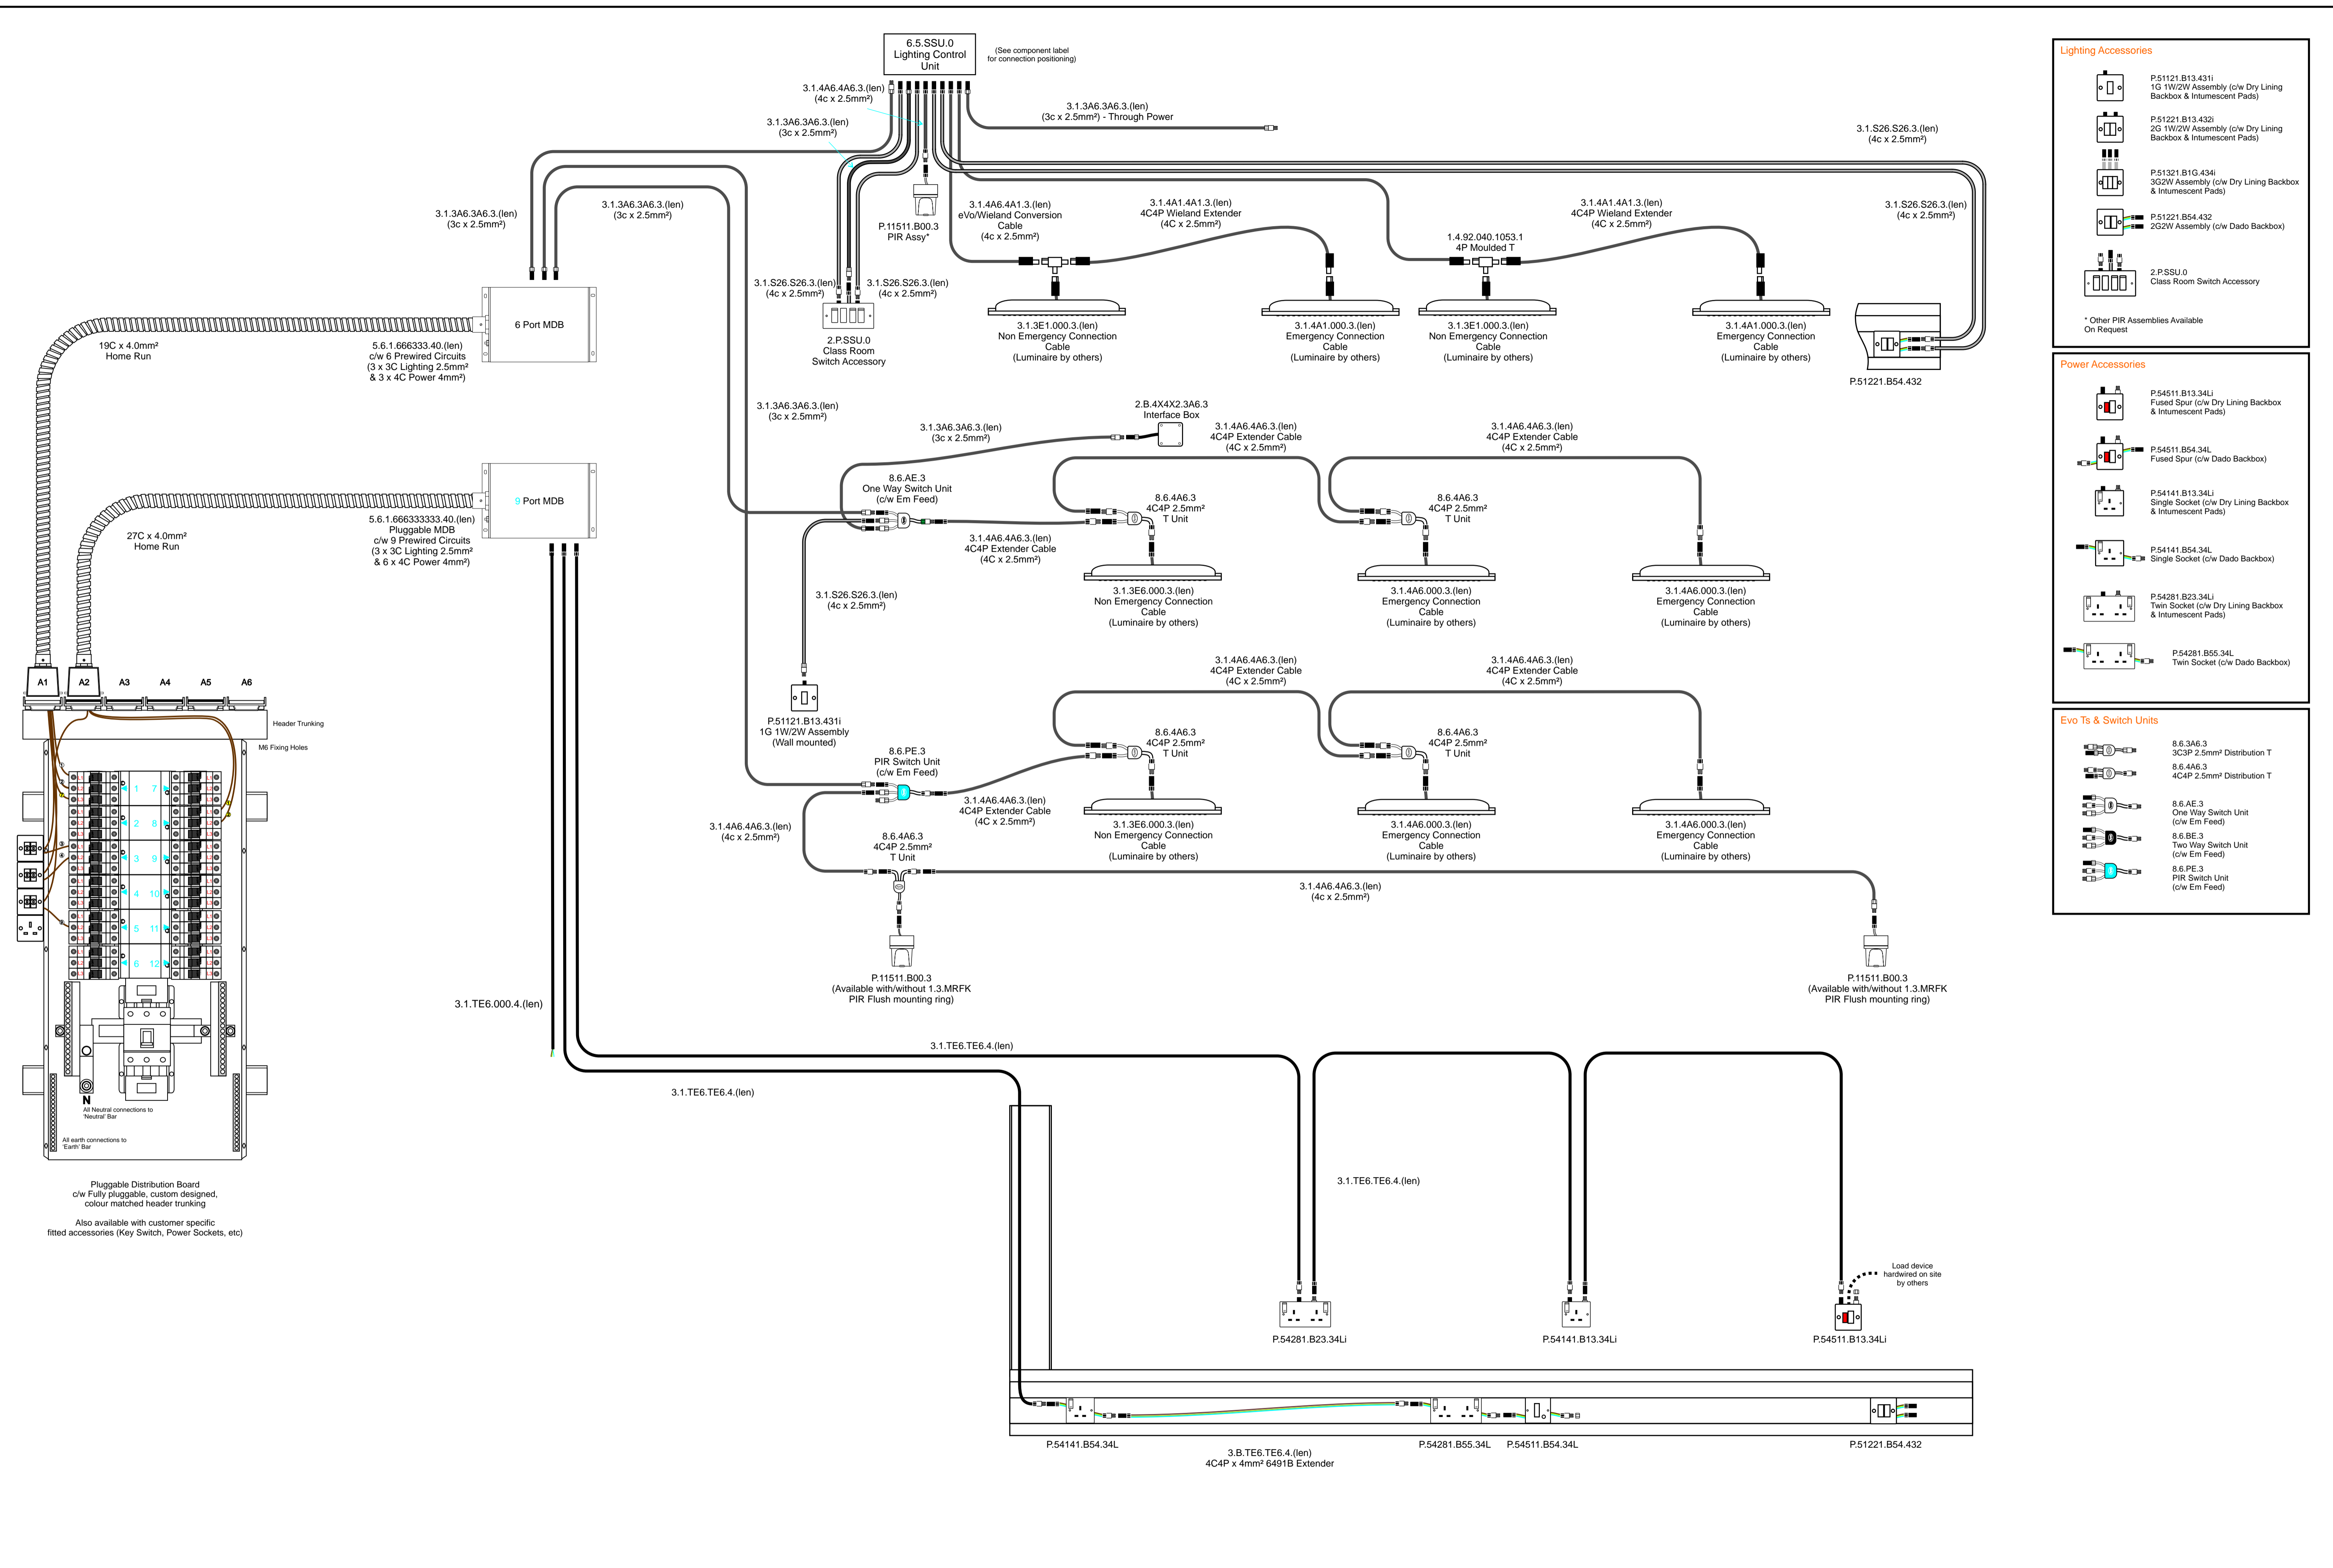 6.5.SSU.0
Lighting Control
Unit
(See component label
for connection positioning)
3.1.4A6.4A6.3.(len)
(4c x 2.5mm²)
3.1.3A6.3A6.3.(len)
(3c x 2.5mm²)
3.1.3A6.3A6.3.(len)
(3c x 2.5mm²) - Through Power
3.1.S26.S26.3.(len)
(4c x 2.5mm²)
3.1.3A6.3A6.3.(len)
(3c x 2.5mm²)
3.1.3A6.3A6.3.(len)
(3c x 2.5mm²)
P.11511.B00.3
PIR Assy*
3.1.4A6.4A1.3.(len)
eVo/Wieland Conversion
Cable
(4c x 2.5mm²)
3.1.4A1.4A1.3.(len)
4C4P Wieland Extender
(4C x 2.5mm²)
1.4.92.040.1053.1
4P Moulded T
3.1.4A1.4A1.3.(len)
4C4P Wieland Extender
(4C x 2.5mm²)
3.1.S26.S26.3.(len)
(4c x 2.5mm²)
3.1.S26.S26.3.(len)
(4c x 2.5mm²)
3.1.S26.S26.3.(len)
(4c x 2.5mm²)
2.P.SSU.0
Class Room
Switch Accessory
3.1.3E1.000.3.(len)
Non Emergency Connection
Cable
(Luminaire by others)
3.1.4A1.000.3.(len)
Emergency Connection
Cable
(Luminaire by others)
3.1.3E1.000.3.(len)
Non Emergency Connection
Cable
(Luminaire by others)
3.1.4A1.000.3.(len)
Emergency Connection
Cable
(Luminaire by others)
P.51221.B54.432
6 Port MDB
19C x 4.0mm²
Home Run
5.6.1.666333.40.(len)
c/w 6 Prewired Circuits
(3 x 3C Lighting 2.5mm²
& 3 x 4C Power 4mm²)
9 Port MDB
27C x 4.0mm²
Home Run
5.6.1.666333333.40.(len)
Pluggable MDB
c/w 9 Prewired Circuits
(3 x 3C Lighting 2.5mm²
& 6 x 4C Power 4mm²)
3.1.3A6.3A6.3.(len)
(3c x 2.5mm²)
3.1.3A6.3A6.3.(len)
(3c x 2.5mm²)
2.B.4X4X2.3A6.3
Interface Box
3.1.4A6.4A6.3.(len)
4C4P Extender Cable
(4C x 2.5mm²)
3.1.4A6.4A6.3.(len)
4C4P Extender Cable
(4C x 2.5mm²)
8.6.AE.3
One Way Switch Unit
(c/w Em Feed)
8.6.4A6.3
4C4P 2.5mm²
T Unit
8.6.4A6.3
4C4P 2.5mm²
T Unit
3.1.4A6.4A6.3.(len)
4C4P Extender Cable
(4C x 2.5mm²)
3.1.S26.S26.3.(len)
(4c x 2.5mm²)
3.1.3E6.000.3.(len)
Non Emergency Connection
Cable
(Luminaire by others)
3.1.4A6.000.3.(len)
Emergency Connection
Cable
(Luminaire by others)
3.1.4A6.000.3.(len)
Emergency Connection
Cable
(Luminaire by others)
P.51121.B13.431i
1G 1W/2W Assembly
(Wall mounted)
3.1.4A6.4A6.3.(len)
4C4P Extender Cable
(4C x 2.5mm²)
3.1.4A6.4A6.3.(len)
4C4P Extender Cable
(4C x 2.5mm²)
8.6.PE.3
PIR Switch Unit
(c/w Em Feed)
8.6.4A6.3
4C4P 2.5mm²
T Unit
8.6.4A6.3
4C4P 2.5mm²
T Unit
3.1.4A6.4A6.3.(len)
4C4P Extender Cable
(4C x 2.5mm²)
3.1.4A6.4A6.3.(len)
(4c x 2.5mm²)
8.6.4A6.3
4C4P 2.5mm²
T Unit
3.1.3E6.000.3.(len)
Non Emergency Connection
Cable
(Luminaire by others)
3.1.4A6.000.3.(len)
Emergency Connection
Cable
(Luminaire by others)
3.1.4A6.000.3.(len)
Emergency Connection
Cable
(Luminaire by others)
3.1.4A6.4A6.3.(len)
(4c x 2.5mm²)
P.11511.B00.3
(Available with/without 1.3.MRFK
PIR Flush mounting ring)
P.11511.B00.3
(Available with/without 1.3.MRFK
PIR Flush mounting ring)
A1 A2 A3 A4 A5 A6
Header Trunking
M6 Fixing Holes
1 7
2 8
3 9
4 10
5 11
6 12
N
All Neutral connections to
'Neutral' Bar
All earth connections to
'Earth' Bar
Pluggable Distribution Board
c/w Fully pluggable, custom designed,
colour matched header trunking
Also available with customer specific
fitted accessories (Key Switch, Power Sockets, etc)
3.1.TE6.000.4.(len)
3.1.TE6.TE6.4.(len)
3.1.TE6.TE6.4.(len)
3.1.TE6.TE6.4.(len)
Load device
hardwired on site
by others
P.54281.B23.34Li
P.54141.B13.34Li
P.54511.B13.34Li
P.54141.B54.34L
3.B.TE6.TE6.4.(len)
4C4P x 4mm² 6491B Extender
P.54281.B55.34L
P.54511.B54.34L
P.51221.B54.432
Lighting Accessories
P.51121.B13.431i
1G 1W/2W Assembly (c/w Dry Lining
Backbox & Intumescent Pads)
P.51221.B13.432i
2G 1W/2W Assembly (c/w Dry Lining
Backbox & Intumescent Pads)
P.51321.B1G.434i
3G2W Assembly (c/w Dry Lining Backbox
& Intumescent Pads)
P.51221.B54.432
2G2W Assembly (c/w Dado Backbox)
2.P.SSU.0
Class Room Switch Accessory
* Other PIR Assemblies Available
On Request
Power Accessories
P.54511.B13.34Li
Fused Spur (c/w Dry Lining Backbox
& Intumescent Pads)
P.54511.B54.34L
Fused Spur (c/w Dado Backbox)
P.54141.B13.34Li
Single Socket (c/w Dry Lining Backbox
& Intumescent Pads)
P.54141.B54.34L
Single Socket (c/w Dado Backbox)
P.54281.B23.34Li
Twin Socket (c/w Dry Lining Backbox
& Intumescent Pads)
P.54281.B55.34L
Twin Socket (c/w Dado Backbox)
Evo Ts & Switch Units
8.6.3A6.3
3C3P 2.5mm² Distribution T
8.6.4A6.3
4C4P 2.5mm² Distribution T
8.6.AE.3
One Way Switch Unit
(c/w Em Feed)
8.6.BE.3
Two Way Switch Unit
(c/w Em Feed)
8.6.PE.3
PIR Switch Unit
(c/w Em Feed)